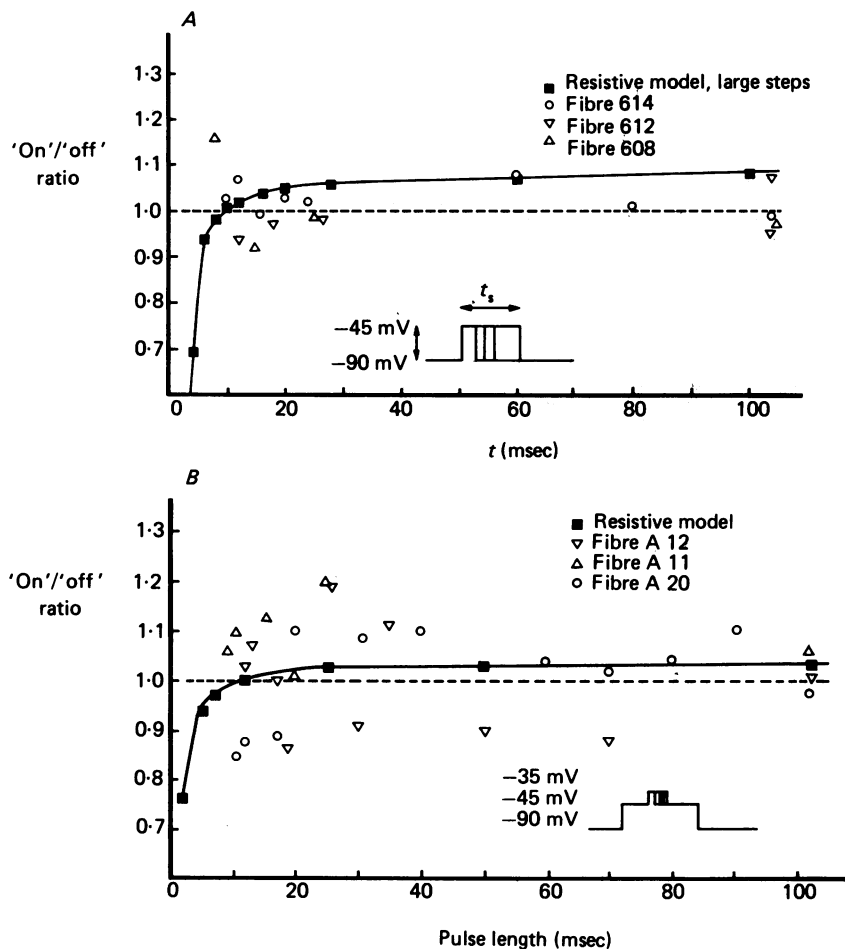 A
1·3
1·2
1·1
1·0
0·9
0·8
0·7
'On'/'off'
ratio
■ Resistive model, large steps
○ Fibre 614
▽ Fibre 612
△ Fibre 608
t_s
−45 mV
−90 mV
0 20 40 60 80 100
t (msec)
B
1·3
1·2
1·1
1·0
0·9
0·8
0·7
'On'/'off'
ratio
■ Resistive model
▽ Fibre A 12
△ Fibre A 11
○ Fibre A 20
−35 mV
−45 mV
−90 mV
0 20 40 60 80 100
Pulse length (msec)